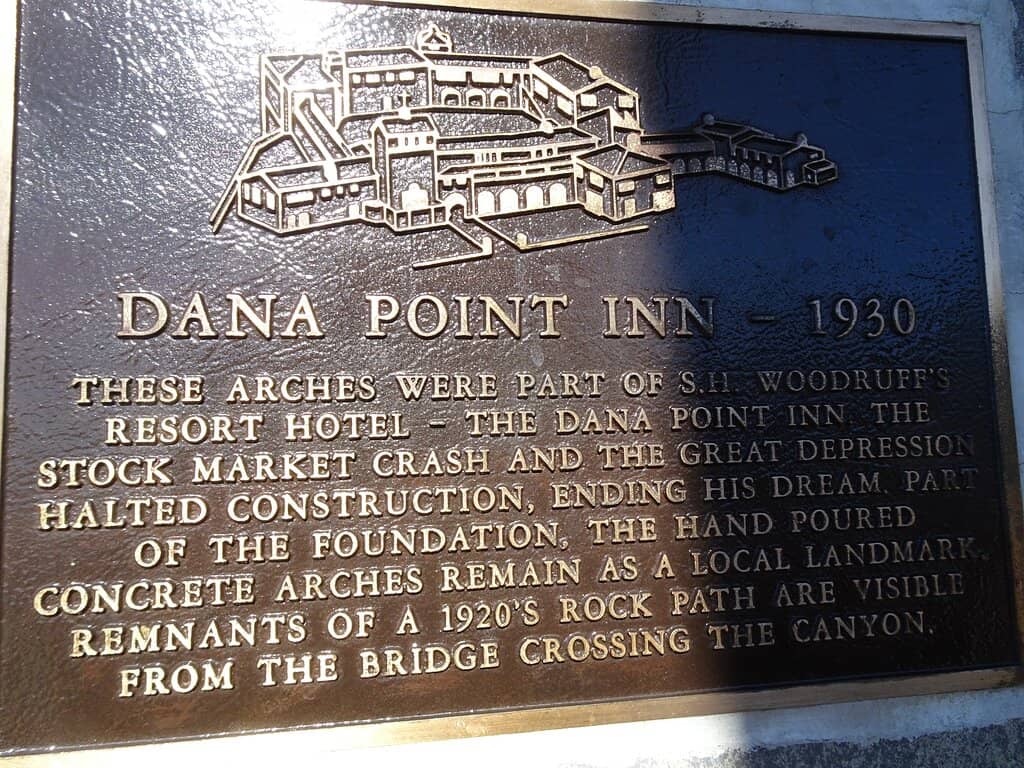 DANA POINT INN – 1930
THESE ARCHES WERE PART OF S.H. WOODRUFF'S
RESORT HOTEL – THE DANA POINT INN. THE
STOCK MARKET CRASH AND THE GREAT DEPRESSION
HALTED CONSTRUCTION, ENDING HIS DREAM. PART
OF THE FOUNDATION, THE HAND POURED
CONCRETE ARCHES REMAIN AS A LOCAL LANDMARK.
REMNANTS OF A 1920'S ROCK PATH ARE VISIBLE
FROM THE BRIDGE CROSSING THE CANYON.